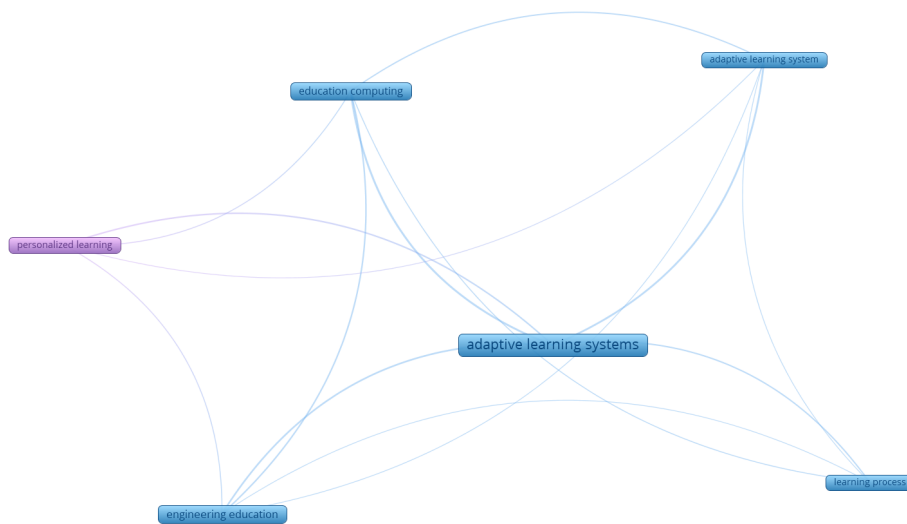 adaptive learning system
education computing
personalized learning
adaptive learning systems
learning process
engineering education